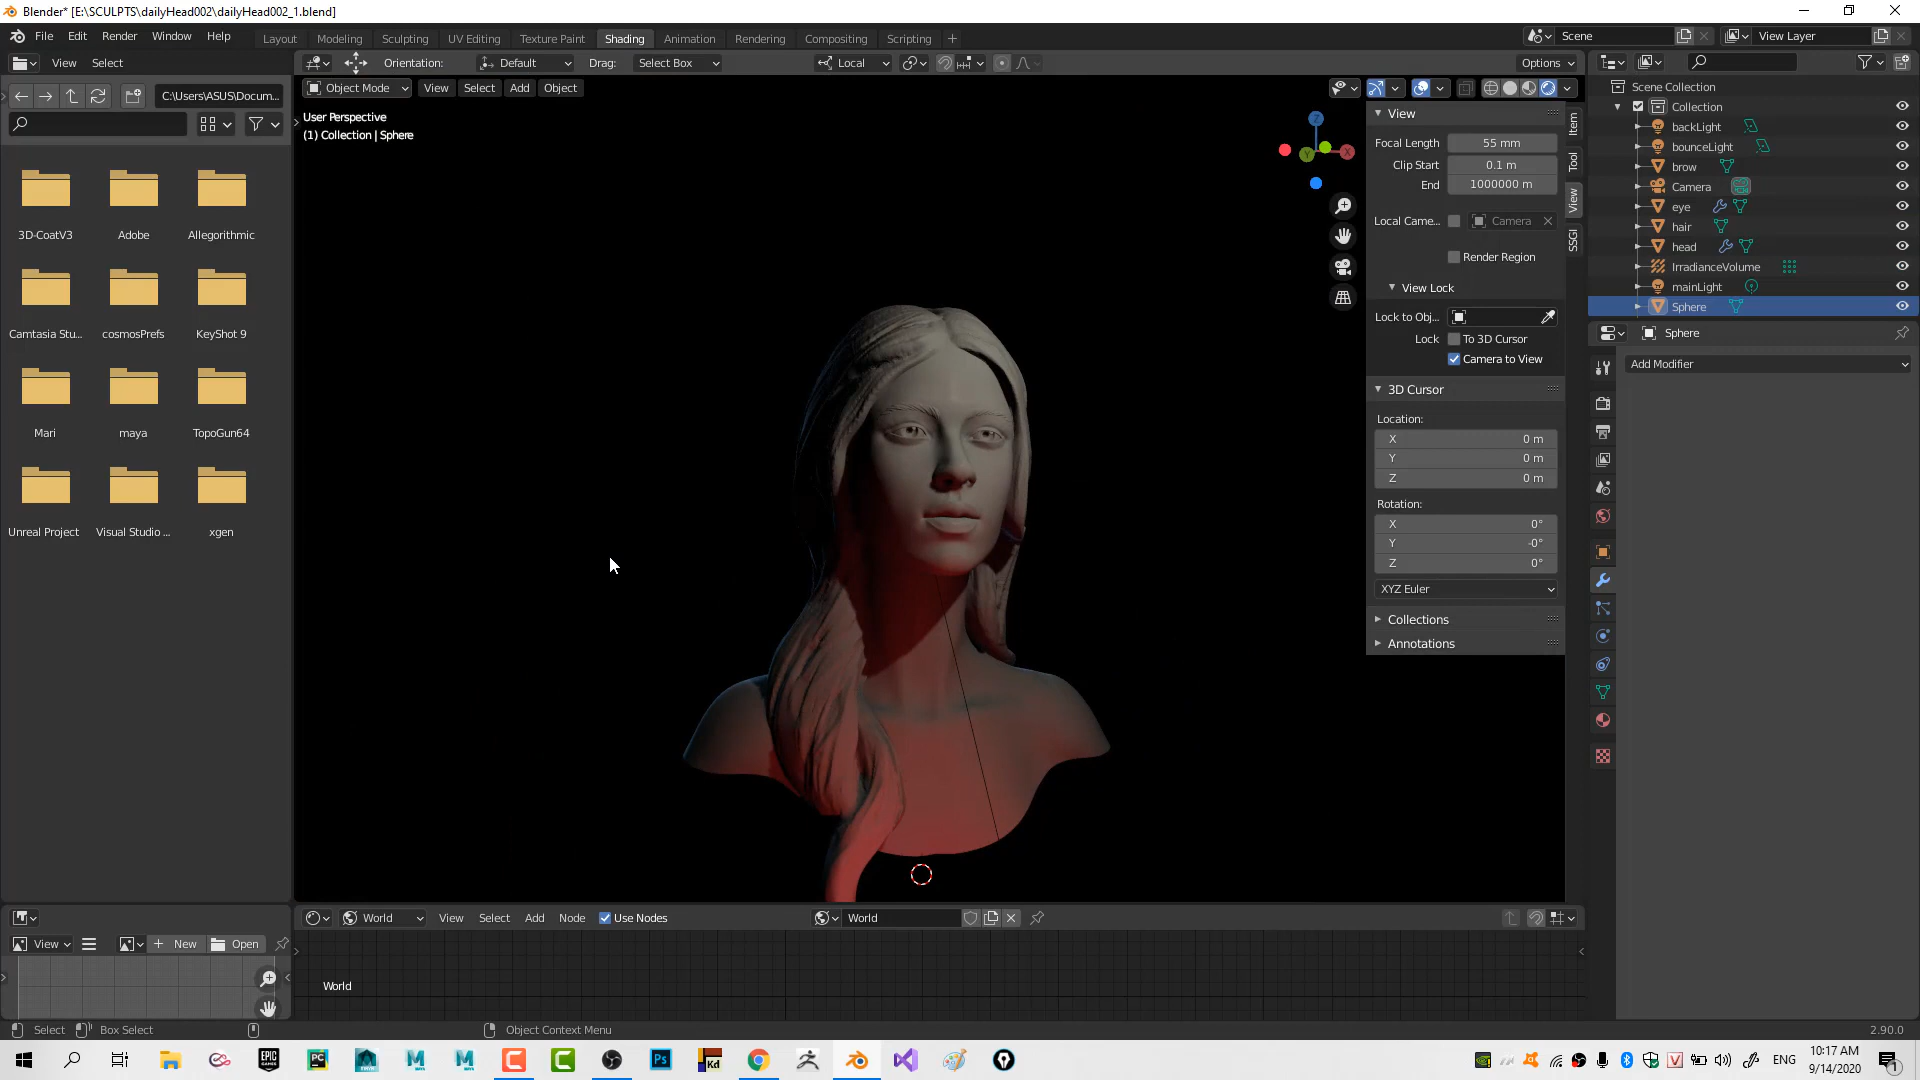 Blender* [E:\SCULPTS\dailyHead002\dailyHead002_1.blend]
File Edit Render Window Help
Layout Modeling Sculpting UV Editing Texture Paint Shading Animation Rendering Compositing Scripting +
Scene
View Layer
View Select
Orientation: Default Drag: Select Box
Local
Options
C:\Users\ASUS\Docum...
Object Mode View Select Add Object
User Perspective
(1) Collection | Sphere
3D-CoatV3 Adobe Allegorithmic
Camtasia Stu... cosmosPrefs KeyShot 9
Mari maya TopoGun64
Unreal Project Visual Studio ... xgen
X
Y
Z
View
Focal Length 55 mm
Clip Start 0.1 m
End 1000000 m
Local Came... Camera
Render Region
View Lock
Lock to Obj...
Lock To 3D Cursor
Camera to View
3D Cursor
Location:
X 0 m
Y 0 m
Z 0 m
Rotation:
X 0°
Y -0°
Z 0°
XYZ Euler
Collections
Annotations
Item
Tool
View
SSGI
Scene Collection
Collection
backLight
bounceLight
brow
Camera
eye
hair
head
IrradianceVolume
mainLight
Sphere
Sphere
Add Modifier
World View Select Add Node Use Nodes
World
View New Open
World
Select Box Select Object Context Menu
2.90.0
EPIC GAMES
PC
M
M
C
C
Ps
Kd
V
ENG
10:17 AM
9/14/2020
1